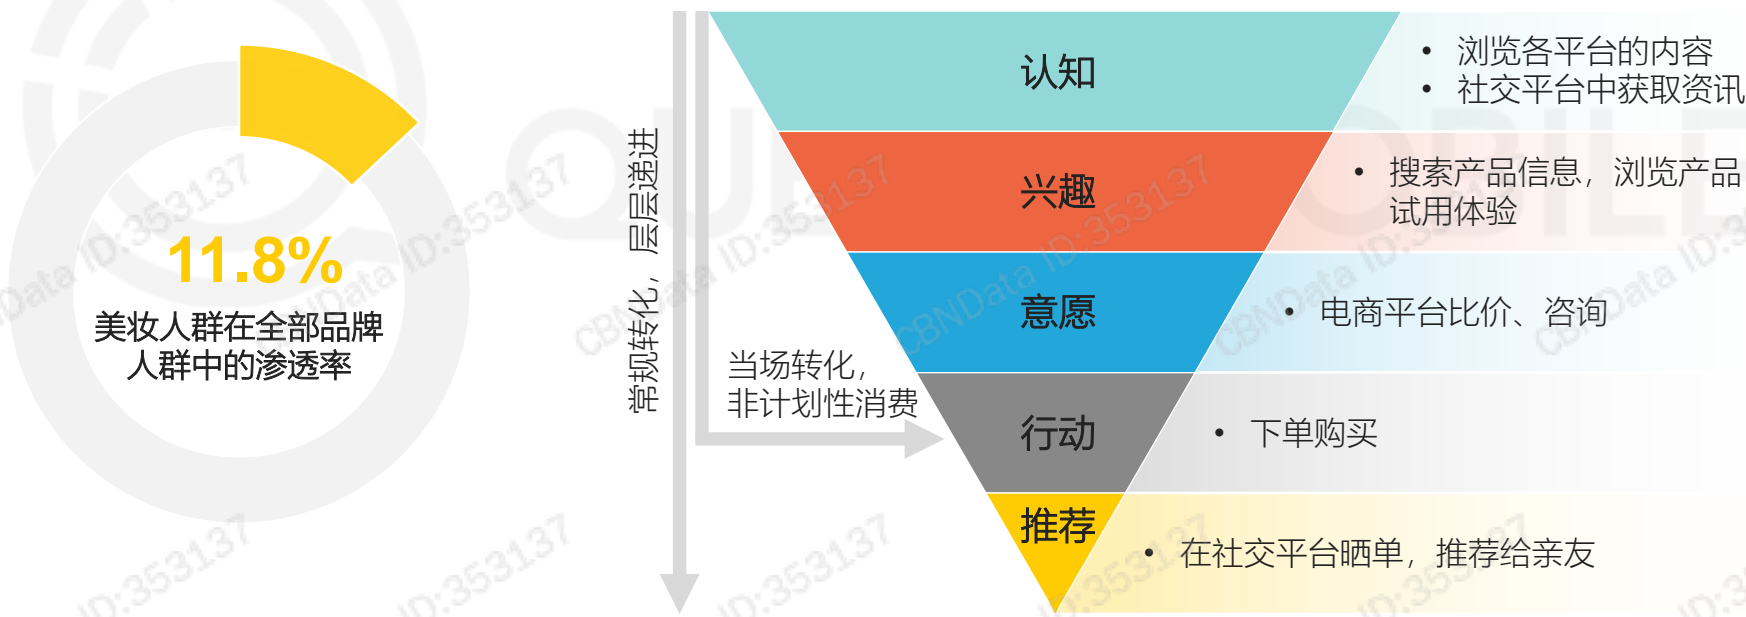 11.8%
美妆人群在全部品牌
人群中的渗透率
常规转化，层层递进
当场转化，
非计划性消费
认知
• 浏览各平台的内容
• 社交平台中获取资讯
兴趣
• 搜索产品信息，浏览产品
试用体验
意愿
• 电商平台比价、咨询
行动
• 下单购买
推荐
• 在社交平台晒单，推荐给亲友
CBNData ID:353137